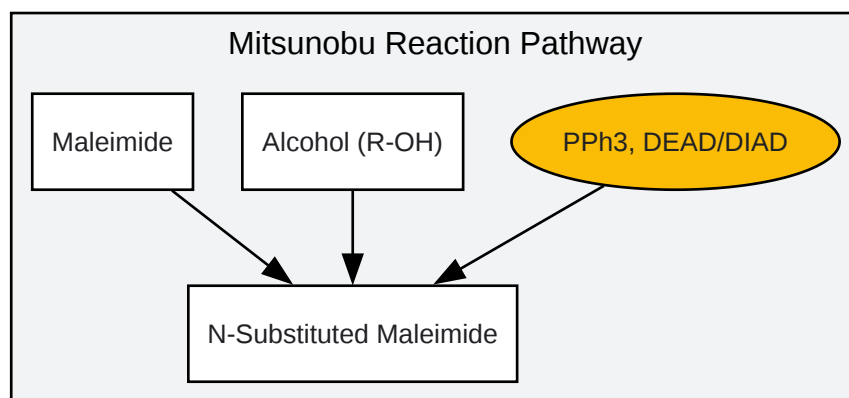 Mitsunobu Reaction Pathway
Maleimide
Alcohol (R-OH)
PPh3, DEAD/DIAD
N-Substituted Maleimide